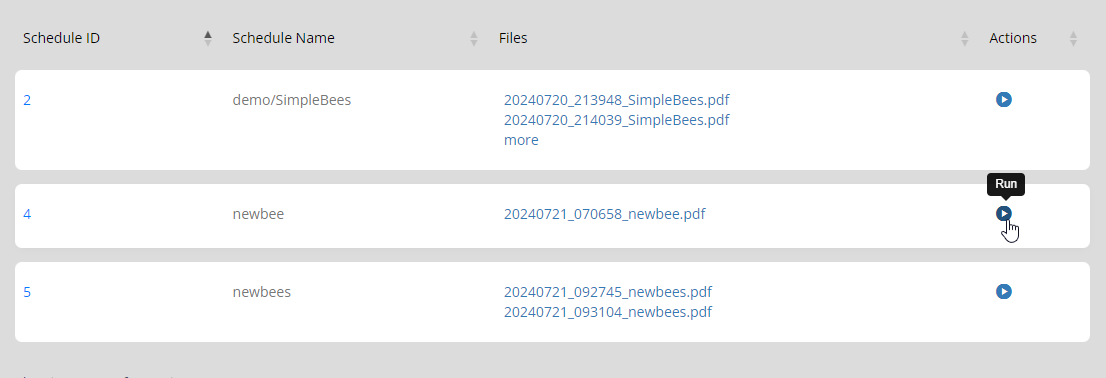 Schedule ID Schedule Name Files Actions
2 demo/SimpleBees 20240720_213948_SimpleBees.pdf
20240720_214039_SimpleBees.pdf
more
Run
4 newbee 20240721_070658_newbee.pdf
5 newbees 20240721_092745_newbees.pdf
20240721_093104_newbees.pdf